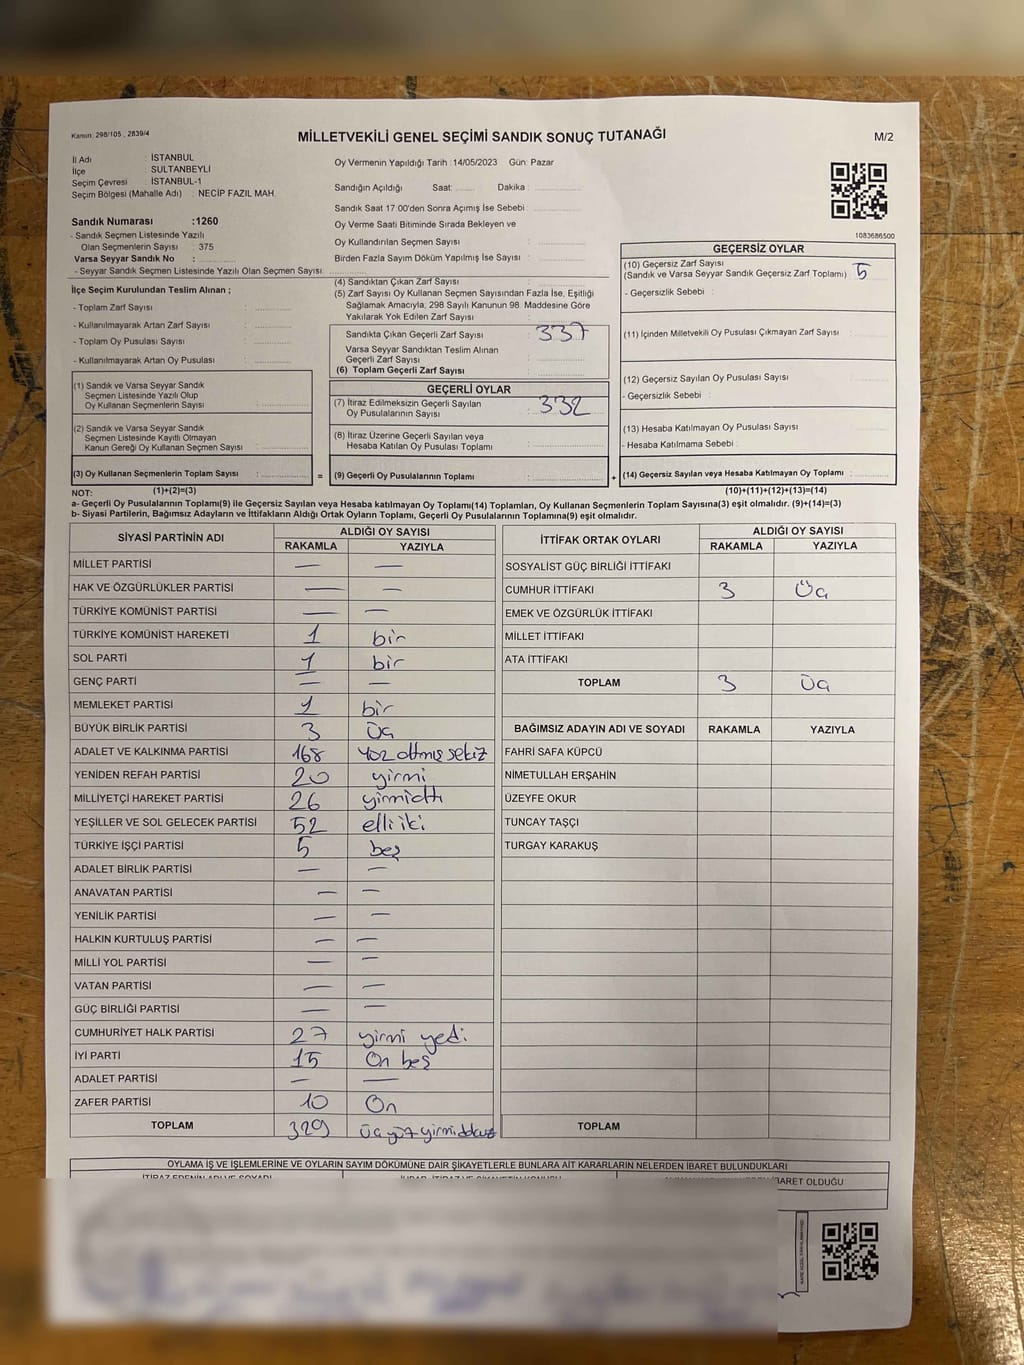 Kanun: 298/105 , 2839/4
MİLLETVEKİLİ GENEL SEÇİMİ SANDIK SONUÇ TUTANAĞI
M/2
İl Adı : İSTANBUL
İlçe : SULTANBEYLİ
Seçim Çevresi : İSTANBUL-1
Seçim Bölgesi (Mahalle Adı) : NECİP FAZIL MAH.
Sandık Numarası :1260
- Sandık Seçmen Listesinde Yazılı
Olan Seçmenlerin Sayısı : 375
Varsa Seyyar Sandık No :
- Seyyar Sandık Seçmen Listesinde Yazılı Olan Seçmen Sayısı
Oy Vermenin Yapıldığı Tarih :14/05/2023 Gün: Pazar
Sandığın Açıldığı Saat: Dakika :
Sandık Saat 17:00'den Sonra Açımış İse Sebebi :
Oy Verme Saati Bitiminde Sırada Bekleyen ve
Oy Kullandırılan Seçmen Sayısı :
Birden Fazla Sayım Döküm Yapılmış İse Sayısı :
1083686500
İlçe Seçim Kurulundan Teslim Alınan ;
- Toplam Zarf Sayısı :
- Kullanılmayarak Artan Zarf Sayısı :
- Toplam Oy Pusulası Sayısı :
- Kullanılmayarak Artan Oy Pusulası :
(4) Sandıktan Çıkan Zarf Sayısı :
(5) Zarf Sayısı Oy Kullanan Seçmen Sayısından Fazla İse, Eşitliği
Sağlamak Amacıyla, 298 Sayılı Kanunun 98. Maddesine Göre
Yakılarak Yok Edilen Zarf Sayısı :
Sandıkta Çıkan Geçerli Zarf Sayısı : 337
Varsa Seyyar Sandıktan Teslim Alınan
Geçerli Zarf Sayısı :
(6) Toplam Geçerli Zarf Sayısı :
GEÇERSİZ OYLAR
(10) Geçersiz Zarf Sayısı
(Sandık ve Varsa Seyyar Sandık Geçersiz Zarf Toplamı) : 5
- Geçersizlik Sebebi :
(11) İçinden Milletvekili Oy Pusulası Çıkmayan Zarf Sayısı :
(12) Geçersiz Sayılan Oy Pusulası Sayısı :
- Geçersizlik Sebebi :
(13) Hesaba Katılmayan Oy Pusulası Sayısı :
- Hesaba Katılmama Sebebi :
(1) Sandık ve Varsa Seyyar Sandık
Seçmen Listesinde Yazılı Olup
Oy Kullanan Seçmenlerin Sayısı :
(2) Sandık ve Varsa Seyyar Sandık
Seçmen Listesinde Kayıtlı Olmayan
Kanun Gereği Oy Kullanan Seçmen Sayısı :
GEÇERLİ OYLAR
(7) İtiraz Edilmeksizin Geçerli Sayılan
Oy Pusulalarının Sayısı : 332
(8) İtiraz Üzerine Geçerli Sayılan veya
Hesaba Katılan Oy Pusulası Toplamı :
(3) Oy Kullanan Seçmenlerin Toplam Sayısı : = (9) Geçerli Oy Pusulalarının Toplamı : + (14) Geçersiz Sayılan veya Hesaba Katılmayan Oy Toplamı :
NOT: (1)+(2)=(3) (10)+(11)+(12)+(13)=(14)
a- Geçerli Oy Pusulalarının Toplamı(9) ile Geçersiz Sayılan veya Hesaba katılmayan Oy Toplamı(14) Toplamları, Oy Kullanan Seçmenlerin Toplam Sayısına(3) eşit olmalıdır. (9)+(14)=(3)
b- Siyasi Partilerin, Bağımsız Adayların ve İttifakların Aldığı Ortak Oyların Toplamı, Geçerli Oy Pusulalarının Toplamına(9) eşit olmalıdır.
SİYASİ PARTİNİN ADI ALDIĞI OY SAYISI
RAKAMLA YAZIYLA
MİLLET PARTİSİ — —
HAK VE ÖZGÜRLÜKLER PARTİSİ — —
TÜRKİYE KOMÜNİST PARTİSİ — —
TÜRKİYE KOMÜNİST HAREKETİ 1 bir
SOL PARTİ 1 bir
GENÇ PARTİ — —
MEMLEKET PARTİSİ 1 bir
BÜYÜK BİRLİK PARTİSİ 3 üç
ADALET VE KALKINMA PARTİSİ 168 yüz altmış sekiz
YENİDEN REFAH PARTİSİ 20 yirmi
MİLLİYETÇİ HAREKET PARTİSİ 26 yirmi altı
YEŞİLLER VE SOL GELECEK PARTİSİ 52 elli iki
TÜRKİYE İŞÇİ PARTİSİ 5 beş
ADALET BİRLİK PARTİSİ — —
ANAVATAN PARTİSİ — —
YENİLİK PARTİSİ — —
HALKIN KURTULUŞ PARTİSİ — —
MİLLİ YOL PARTİSİ — —
VATAN PARTİSİ — —
GÜÇ BİRLİĞİ PARTİSİ — —
CUMHURİYET HALK PARTİSİ 27 yirmi yedi
İYİ PARTİ 15 On beş
ADALET PARTİSİ — —
ZAFER PARTİSİ 10 On
TOPLAM 329 üç yüz yirmi dokuz
İTTİFAK ORTAK OYLARI ALDIĞI OY SAYISI
RAKAMLA YAZIYLA
SOSYALİST GÜÇ BİRLİĞİ İTTİFAKI
CUMHUR İTTİFAKI 3 Üç
EMEK VE ÖZGÜRLÜK İTTİFAKI
MİLLET İTTİFAKI
ATA İTTİFAKI
TOPLAM 3 üç
BAĞIMSIZ ADAYIN ADI VE SOYADI RAKAMLA YAZIYLA
FAHRİ SAFA KÜPCÜ
NİMETULLAH ERŞAHİN
ÜZEYFE OKUR
TUNCAY TAŞÇI
TURGAY KARAKUŞ
TOPLAM
OYLAMA İŞ VE İŞLEMLERİNE VE OYLARIN SAYIM DÖKÜMÜNE DAİR ŞİKAYETLERLE BUNLARA AİT KARARLARIN NELERDEN İBARET BULUNDUKLARI
İTİRAZ EDENİN ADI VE SOYADI
İBARET OLDUĞU